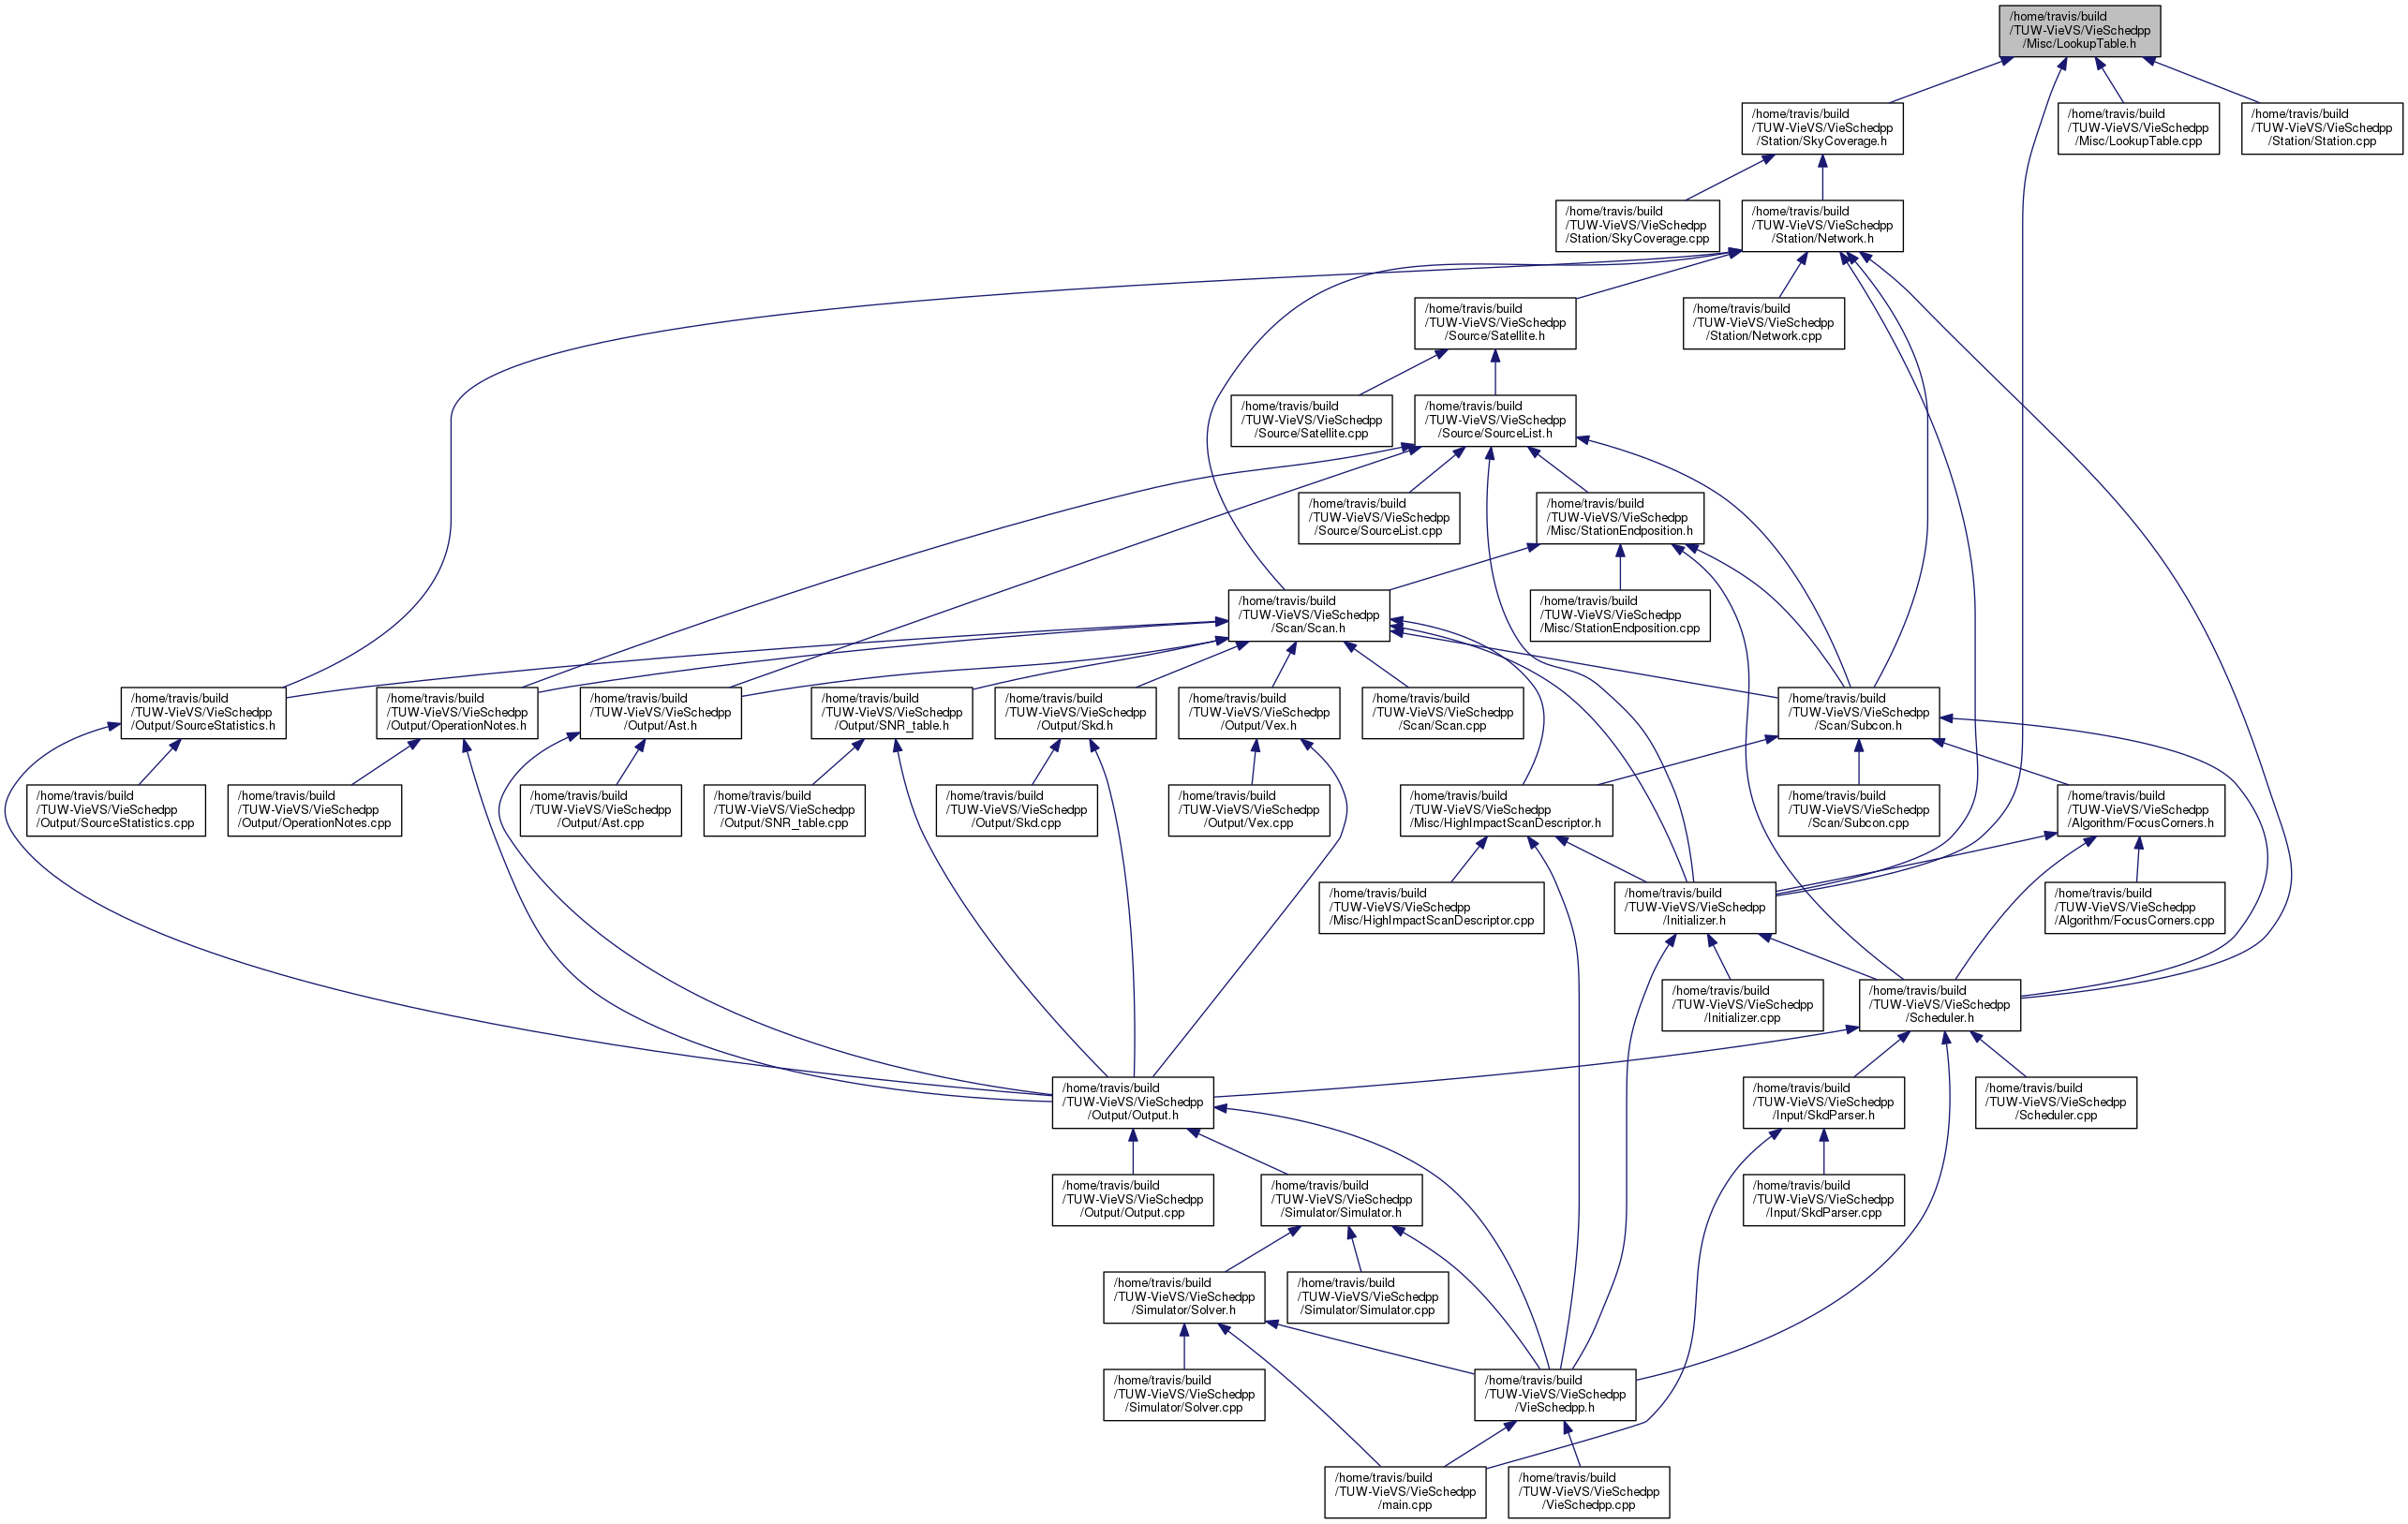 /home/travis/build
/TUW-VieVS/VieSchedpp
/Misc/LookupTable.h
/home/travis/build
/TUW-VieVS/VieSchedpp
/Station/SkyCoverage.h
/home/travis/build
/TUW-VieVS/VieSchedpp
/Misc/LookupTable.cpp
/home/travis/build
/TUW-VieVS/VieSchedpp
/Station/Station.cpp
/home/travis/build
/TUW-VieVS/VieSchedpp
/Station/SkyCoverage.cpp
/home/travis/build
/TUW-VieVS/VieSchedpp
/Station/Network.h
/home/travis/build
/TUW-VieVS/VieSchedpp
/Source/Satellite.h
/home/travis/build
/TUW-VieVS/VieSchedpp
/Station/Network.cpp
/home/travis/build
/TUW-VieVS/VieSchedpp
/Source/Satellite.cpp
/home/travis/build
/TUW-VieVS/VieSchedpp
/Source/SourceList.h
/home/travis/build
/TUW-VieVS/VieSchedpp
/Source/SourceList.cpp
/home/travis/build
/TUW-VieVS/VieSchedpp
/Misc/StationEndposition.h
/home/travis/build
/TUW-VieVS/VieSchedpp
/Scan/Scan.h
/home/travis/build
/TUW-VieVS/VieSchedpp
/Misc/StationEndposition.cpp
/home/travis/build
/TUW-VieVS/VieSchedpp
/Output/SourceStatistics.h
/home/travis/build
/TUW-VieVS/VieSchedpp
/Output/OperationNotes.h
/home/travis/build
/TUW-VieVS/VieSchedpp
/Output/Ast.h
/home/travis/build
/TUW-VieVS/VieSchedpp
/Output/SNR_table.h
/home/travis/build
/TUW-VieVS/VieSchedpp
/Output/Skd.h
/home/travis/build
/TUW-VieVS/VieSchedpp
/Output/Vex.h
/home/travis/build
/TUW-VieVS/VieSchedpp
/Scan/Scan.cpp
/home/travis/build
/TUW-VieVS/VieSchedpp
/Scan/Subcon.h
/home/travis/build
/TUW-VieVS/VieSchedpp
/Output/SourceStatistics.cpp
/home/travis/build
/TUW-VieVS/VieSchedpp
/Output/OperationNotes.cpp
/home/travis/build
/TUW-VieVS/VieSchedpp
/Output/Ast.cpp
/home/travis/build
/TUW-VieVS/VieSchedpp
/Output/SNR_table.cpp
/home/travis/build
/TUW-VieVS/VieSchedpp
/Output/Skd.cpp
/home/travis/build
/TUW-VieVS/VieSchedpp
/Output/Vex.cpp
/home/travis/build
/TUW-VieVS/VieSchedpp
/Misc/HighImpactScanDescriptor.h
/home/travis/build
/TUW-VieVS/VieSchedpp
/Scan/Subcon.cpp
/home/travis/build
/TUW-VieVS/VieSchedpp
/Algorithm/FocusCorners.h
/home/travis/build
/TUW-VieVS/VieSchedpp
/Misc/HighImpactScanDescriptor.cpp
/home/travis/build
/TUW-VieVS/VieSchedpp
/Initializer.h
/home/travis/build
/TUW-VieVS/VieSchedpp
/Algorithm/FocusCorners.cpp
/home/travis/build
/TUW-VieVS/VieSchedpp
/Initializer.cpp
/home/travis/build
/TUW-VieVS/VieSchedpp
/Scheduler.h
/home/travis/build
/TUW-VieVS/VieSchedpp
/Output/Output.h
/home/travis/build
/TUW-VieVS/VieSchedpp
/Input/SkdParser.h
/home/travis/build
/TUW-VieVS/VieSchedpp
/Scheduler.cpp
/home/travis/build
/TUW-VieVS/VieSchedpp
/Output/Output.cpp
/home/travis/build
/TUW-VieVS/VieSchedpp
/Simulator/Simulator.h
/home/travis/build
/TUW-VieVS/VieSchedpp
/Input/SkdParser.cpp
/home/travis/build
/TUW-VieVS/VieSchedpp
/Simulator/Solver.h
/home/travis/build
/TUW-VieVS/VieSchedpp
/Simulator/Simulator.cpp
/home/travis/build
/TUW-VieVS/VieSchedpp
/Simulator/Solver.cpp
/home/travis/build
/TUW-VieVS/VieSchedpp
/VieSchedpp.h
/home/travis/build
/TUW-VieVS/VieSchedpp
/main.cpp
/home/travis/build
/TUW-VieVS/VieSchedpp
/VieSchedpp.cpp